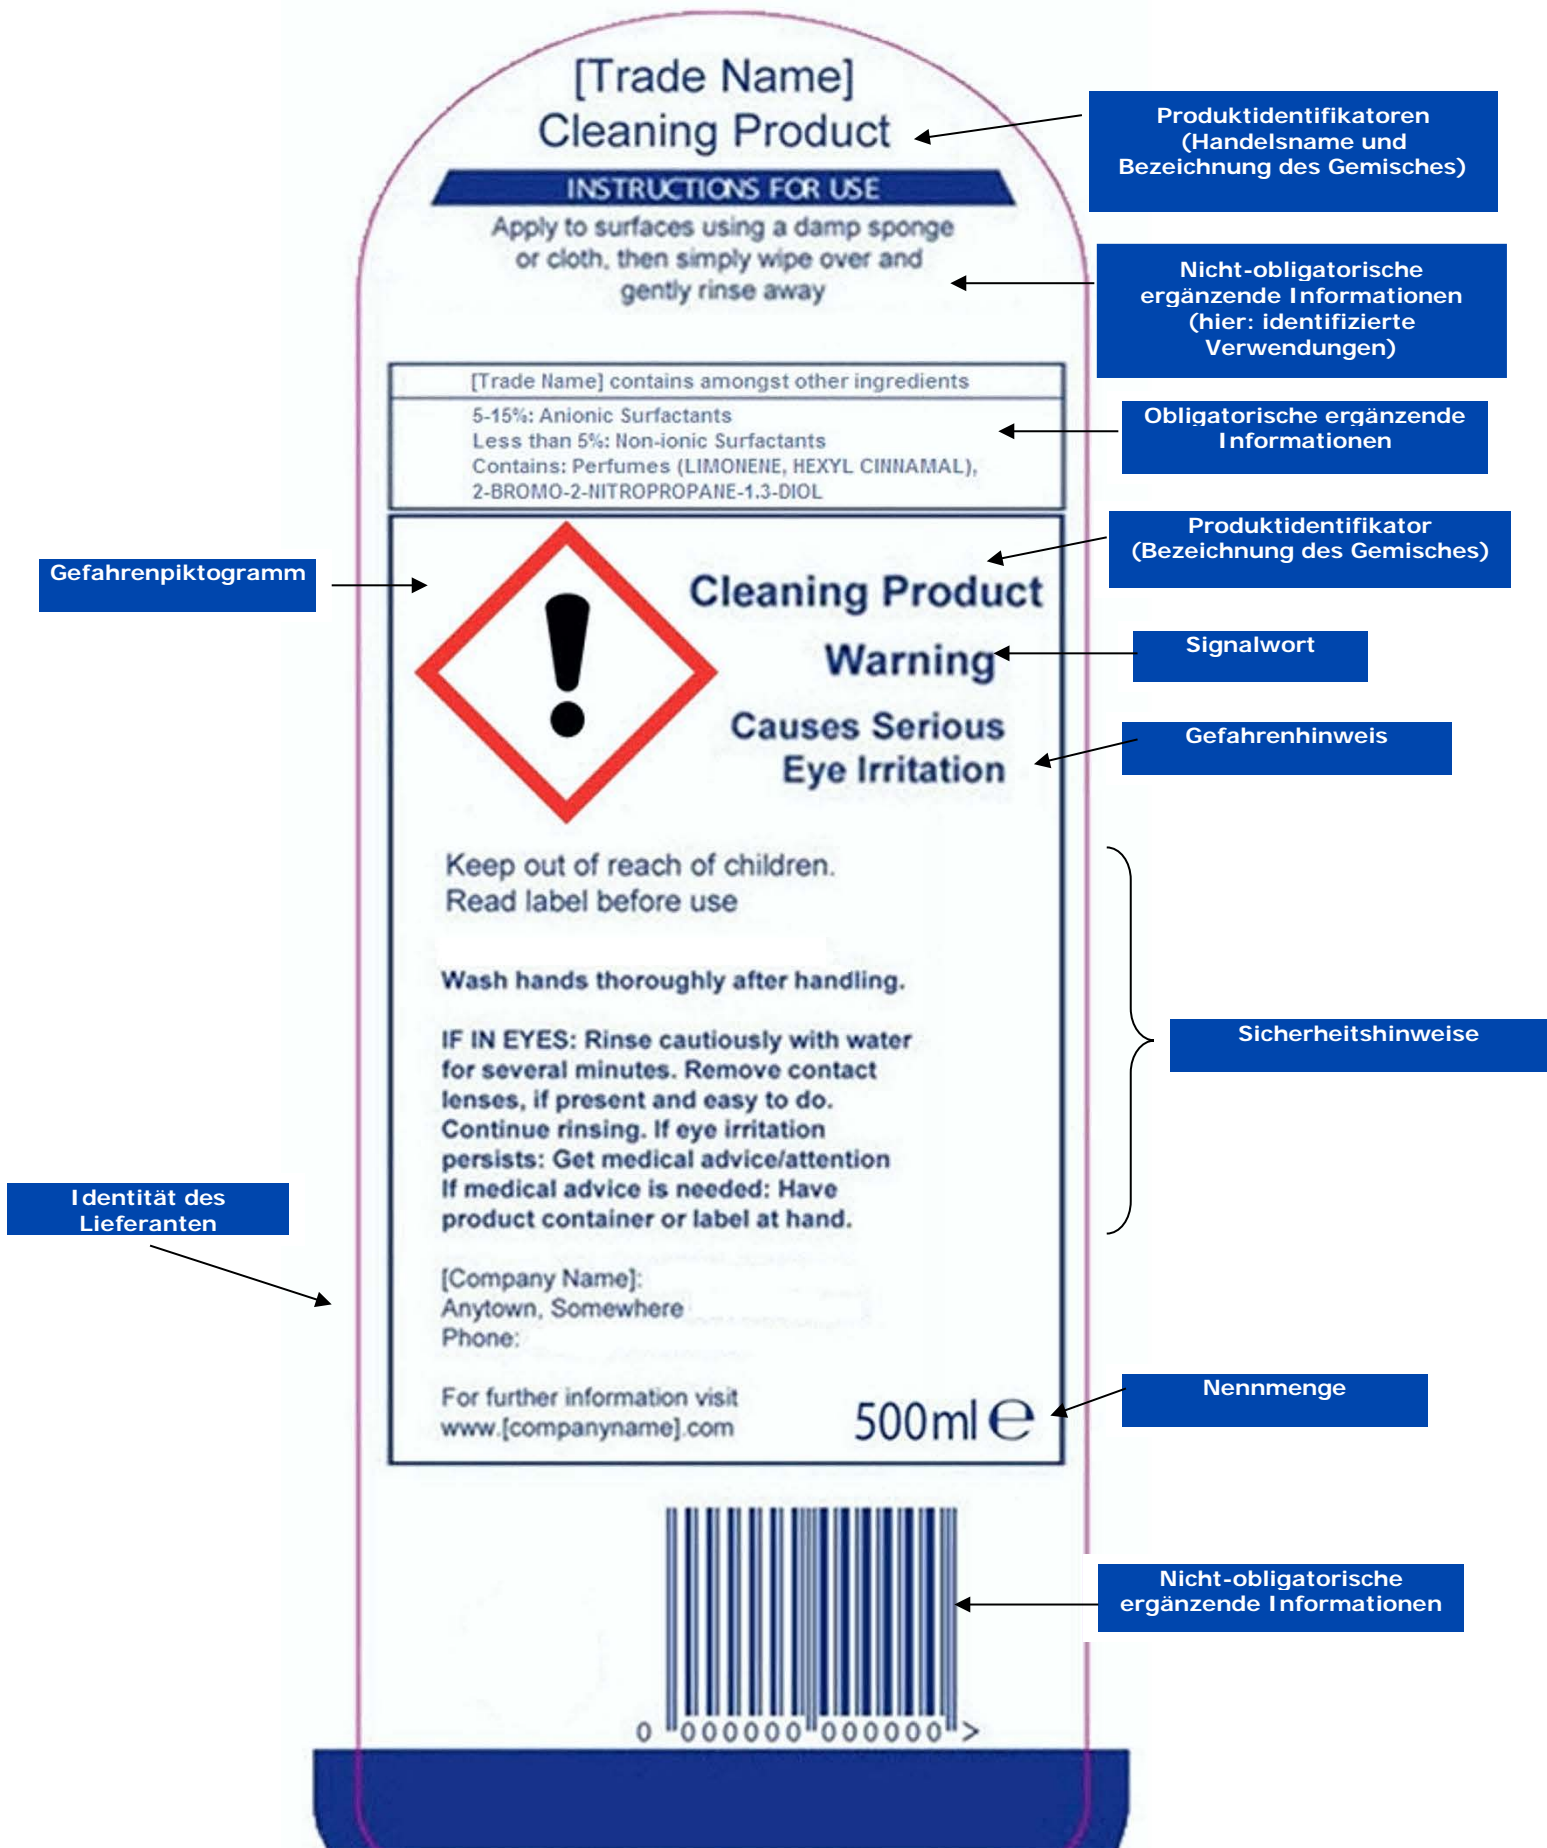 [Trade Name]
Cleaning Product
Produktidentifikatoren
(Handelsname und
Bezeichnung des Gemisches)
INSTRUCTIONS FOR USE
Apply to surfaces using a damp sponge
or cloth, then simply wipe over and
gently rinse away
Nicht-obligatorische
ergänzende Informationen
(hier: identifizierte
Verwendungen)
[Trade Name] contains amongst other ingredients
5-15%: Anionic Surfactants
Less than 5%: Non-ionic Surfactants
Contains: Perfumes (LIMONENE, HEXYL CINNAMAL),
2-BROMO-2-NITROPROPANE-1.3-DIOL
Obligatorische ergänzende
Informationen
Produktidentifikator
(Bezeichnung des Gemisches)
Gefahrenpiktogramm
Cleaning Product
Warning
Signalwort
Causes Serious
Eye Irritation
Gefahrenhinweis
Keep out of reach of children.
Read label before use
Wash hands thoroughly after handling.
IF IN EYES: Rinse cautiously with water
for several minutes. Remove contact
lenses, if present and easy to do.
Continue rinsing. If eye irritation
persists: Get medical advice/attention
If medical advice is needed: Have
product container or label at hand.
Sicherheitshinweise
Identität des
Lieferanten
[Company Name]:
Anytown, Somewhere
Phone:
For further information visit
www.[companyname].com
500ml ℮
Nennmenge
Nicht-obligatorische
ergänzende Informationen
0 000000 000000 >